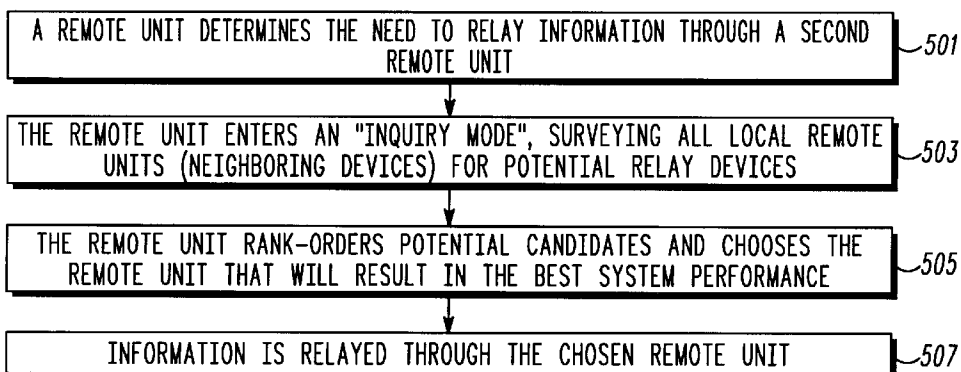 A REMOTE UNIT DETERMINES THE NEED TO RELAY INFORMATION THROUGH A SECOND
REMOTE UNIT
501
THE REMOTE UNIT ENTERS AN "INQUIRY MODE", SURVEYING ALL LOCAL REMOTE
UNITS (NEIGHBORING DEVICES) FOR POTENTIAL RELAY DEVICES
503
THE REMOTE UNIT RANK-ORDERS POTENTIAL CANDIDATES AND CHOOSES THE
REMOTE UNIT THAT WILL RESULT IN THE BEST SYSTEM PERFORMANCE
505
INFORMATION IS RELAYED THROUGH THE CHOSEN REMOTE UNIT
507